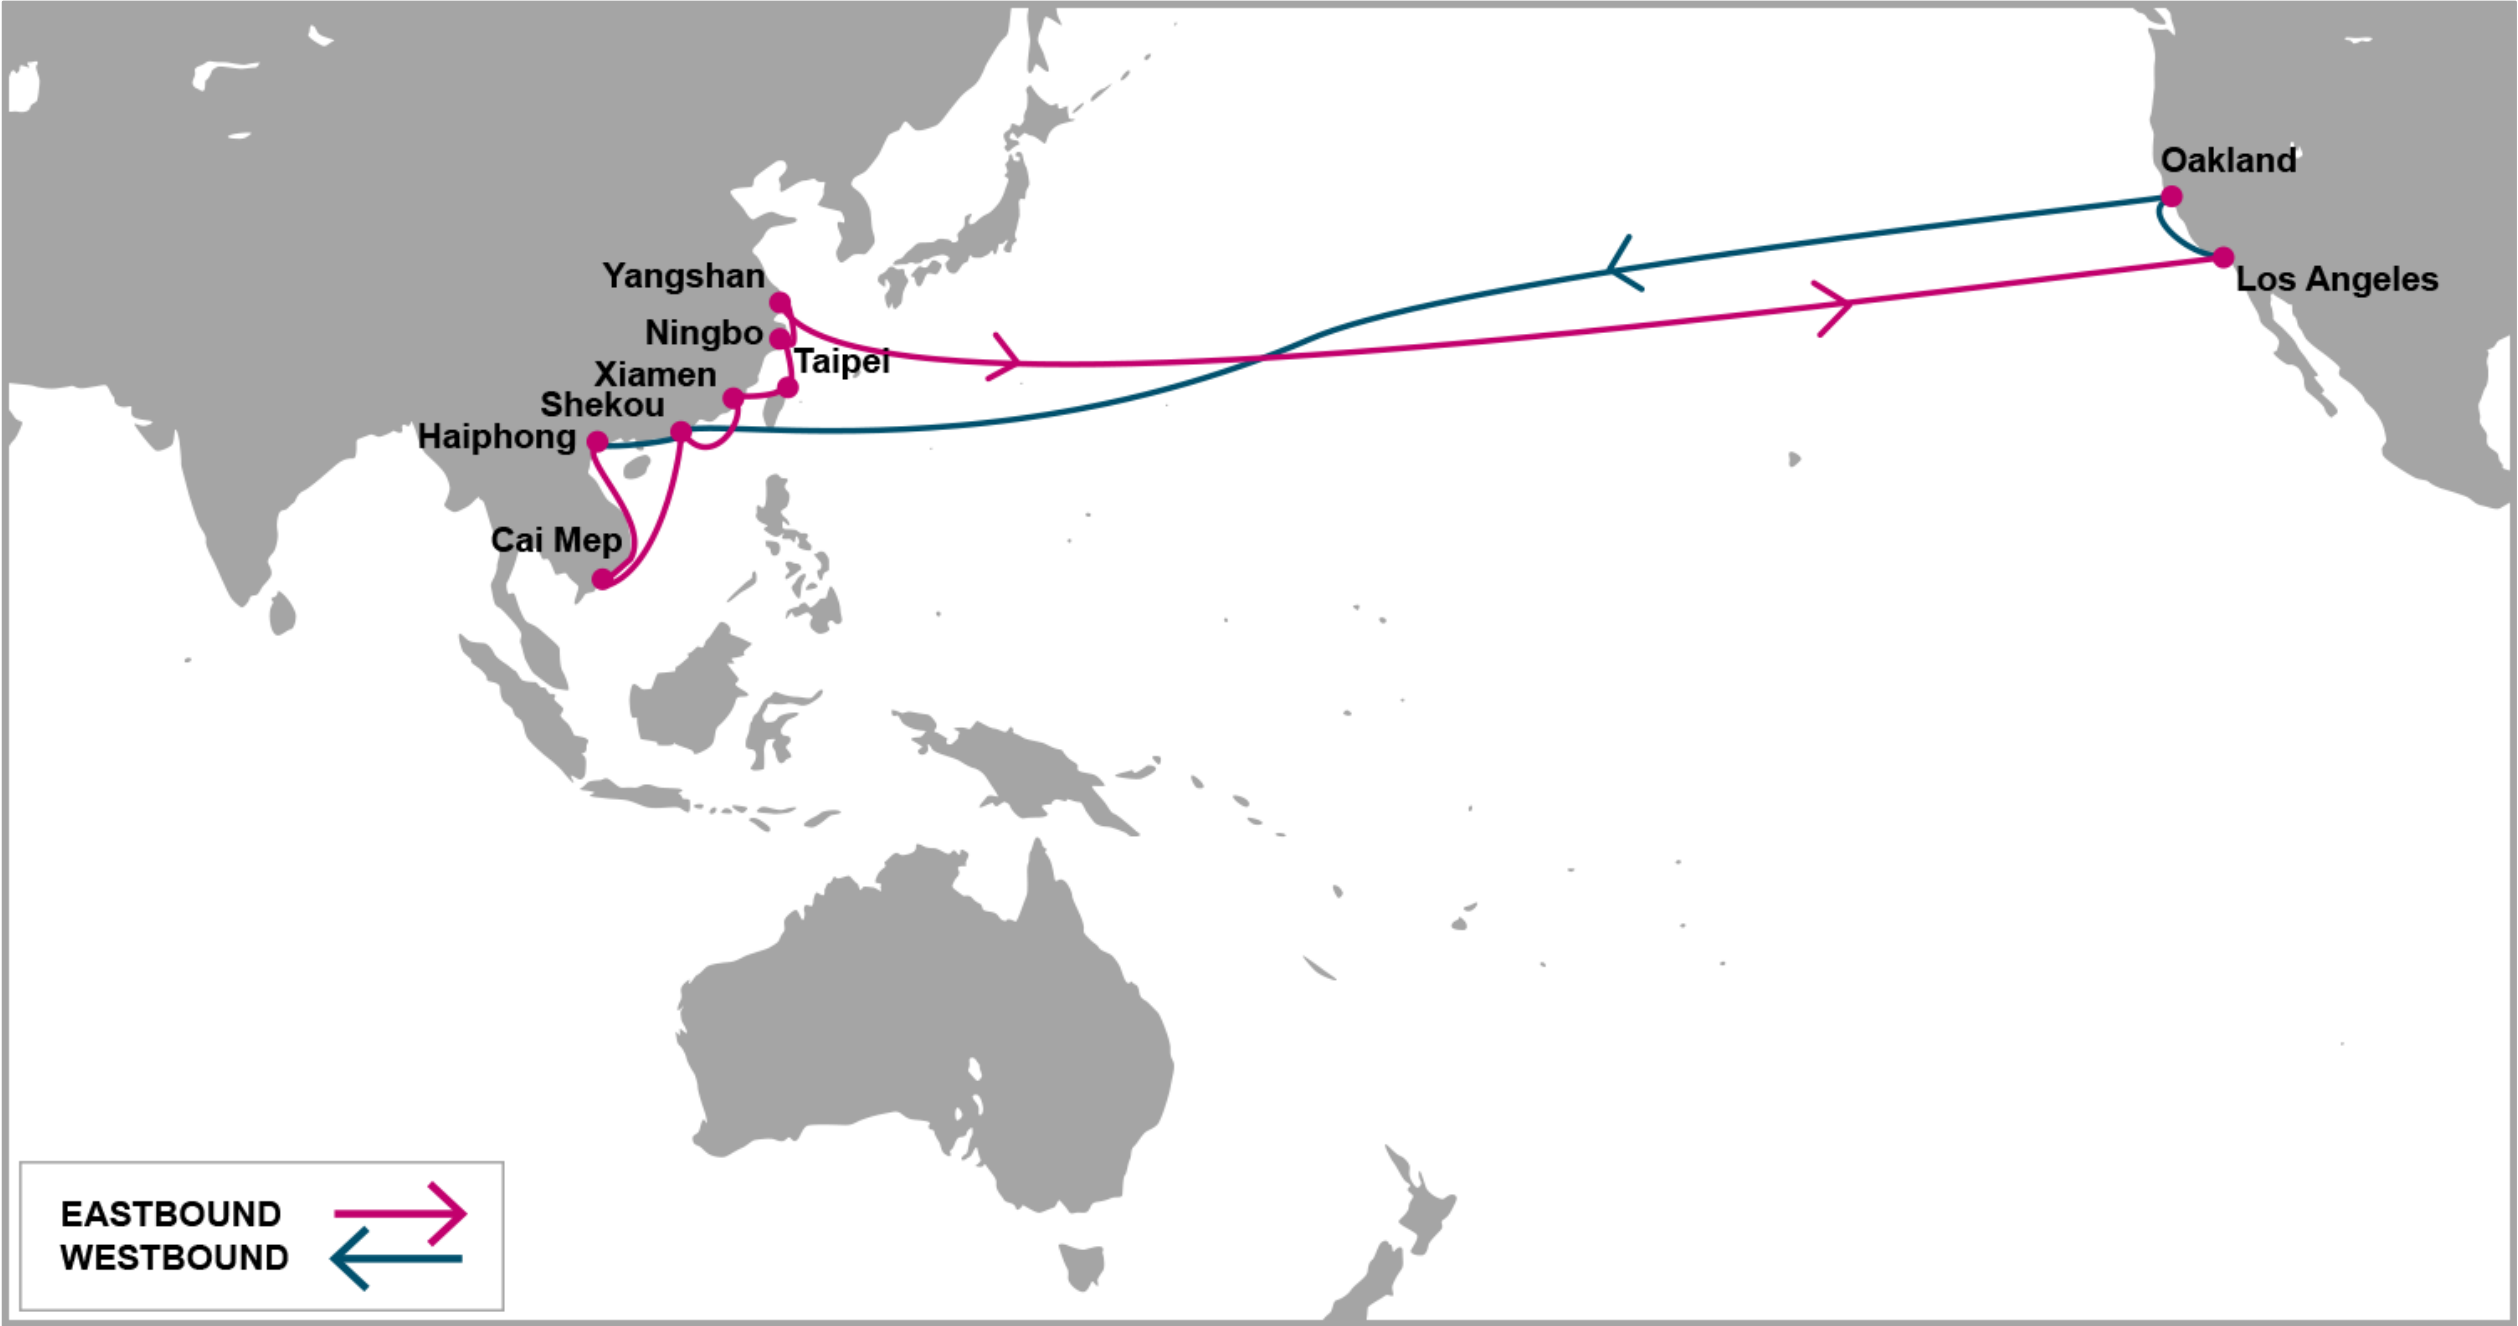 Oakland
Los Angeles
Yangshan
Ningbo
Taipei
Xiamen
Shekou
Haiphong
Cai Mep
EASTBOUND
WESTBOUND